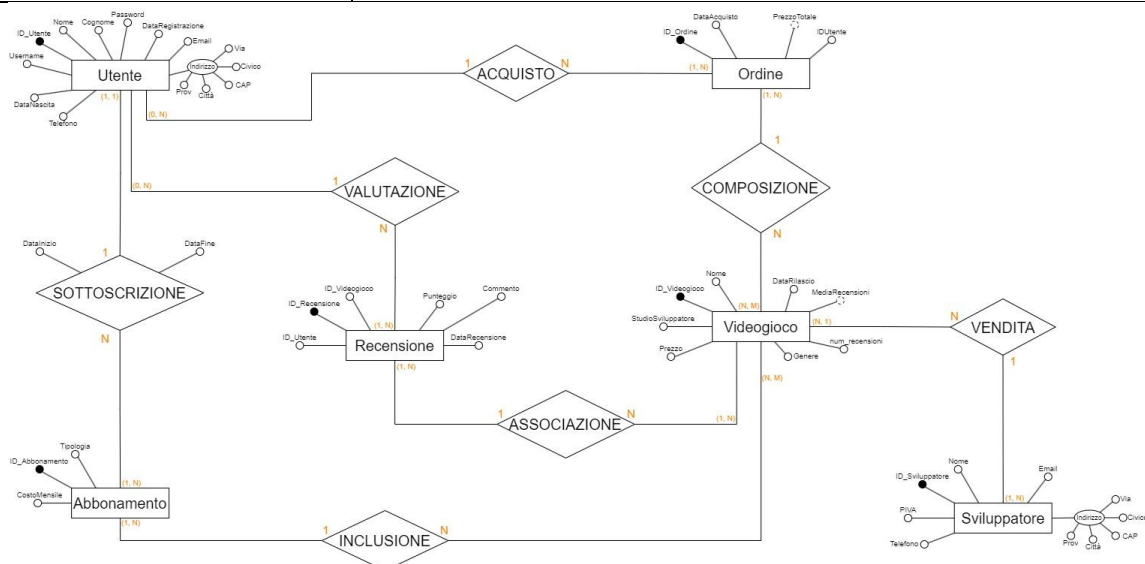 Password
Nome
Cognome
DataRegistrazione
ID_Utente
Email
Username
Utente
Indirizzo
Via
Civico
CAP
Città
Prov
DataNascita
Telefono
(1, 1)
(0, N)
(0, N)
1
ACQUISTO
N
DataAcquisto
PrezzoTotale
ID_Ordine
IDUtente
(1, N)
Ordine
(1, N)
1
VALUTAZIONE
N
1
COMPOSIZIONE
N
DataInizio
DataFine
1
SOTTOSCRIZIONE
N
ID_Videogioco
Commento
ID_Recensione
Punteggio
ID_Utente
(1, N)
Recensione
DataRecensione
(1, N)
Nome
DataRilascio
ID_Videogioco
MediaRecensioni
(N, M)
StudioSviluppatore
Videogioco
(N, 1)
Prezzo
Genere
num_recensioni
(N, M)
(1, N)
N
VENDITA
1
1
ASSOCIAZIONE
N
Tipologia
ID_Abbonamento
CostoMensile
(1, N)
Abbonamento
(1, N)
1
INCLUSIONE
N
Nome
Email
ID_Sviluppatore
(1, N)
PIVA
Sviluppatore
Indirizzo
Via
Civico
CAP
Città
Prov
Telefono